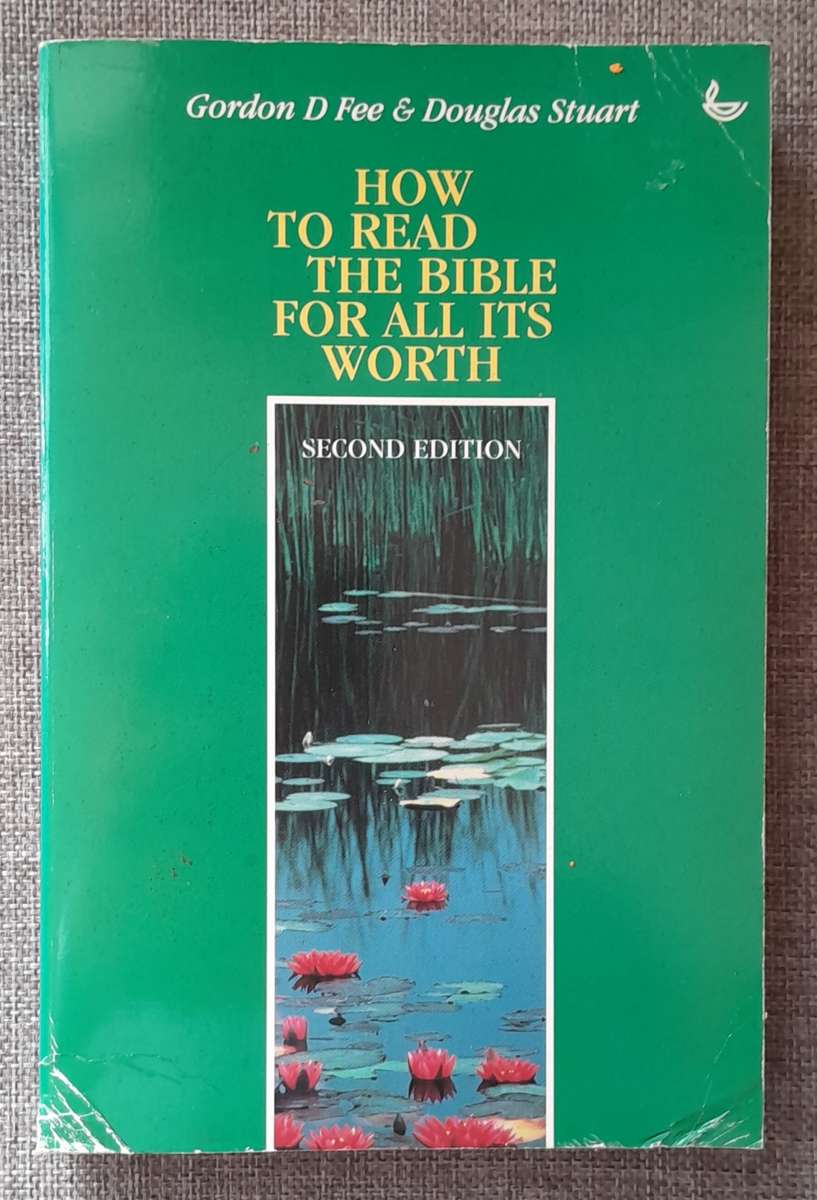 Gordon D Fee & Douglas Stuart
HOW
TO READ
THE BIBLE
FOR ALL ITS
WORTH
SECOND EDITION